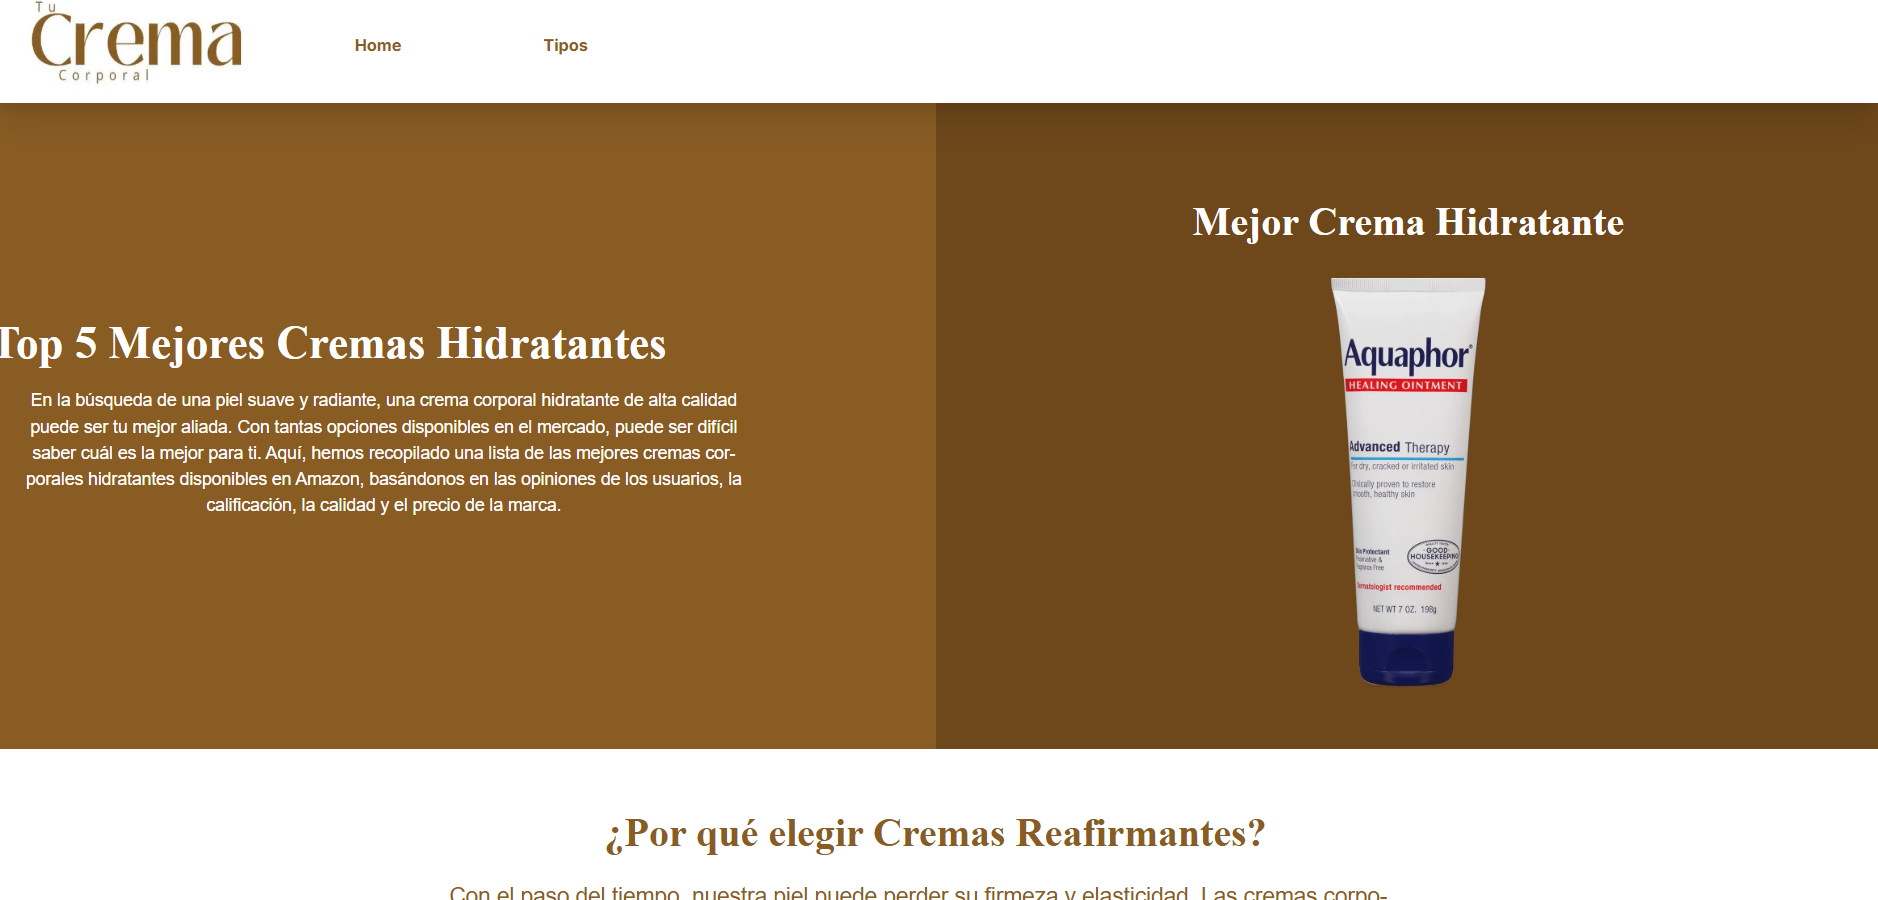 Tu
Crema
Corporal
Home
Tipos
Top 5 Mejores Cremas Hidratantes
En la búsqueda de una piel suave y radiante, una crema corporal hidratante de alta calidad
puede ser tu mejor aliada. Con tantas opciones disponibles en el mercado, puede ser difícil
saber cuál es la mejor para ti. Aquí, hemos recopilado una lista de las mejores cremas cor-
porales hidratantes disponibles en Amazon, basándonos en las opiniones de los usuarios, la
calificación, la calidad y el precio de la marca.
Mejor Crema Hidratante
Aquaphor
HEALING OINTMENT
Advanced Therapy
For dry, cracked or irritated skin
Clinically proven to restore
smooth, healthy skin
Skin Protectant
Preservative &
Fragrance Free
GOOD
HOUSEKEEPING
Dermatologist recommended
NET WT 7 OZ. 198g
¿Por qué elegir Cremas Reafirmantes?
Con el paso del tiempo, nuestra piel puede perder su firmeza y elasticidad. Las cremas corpo-